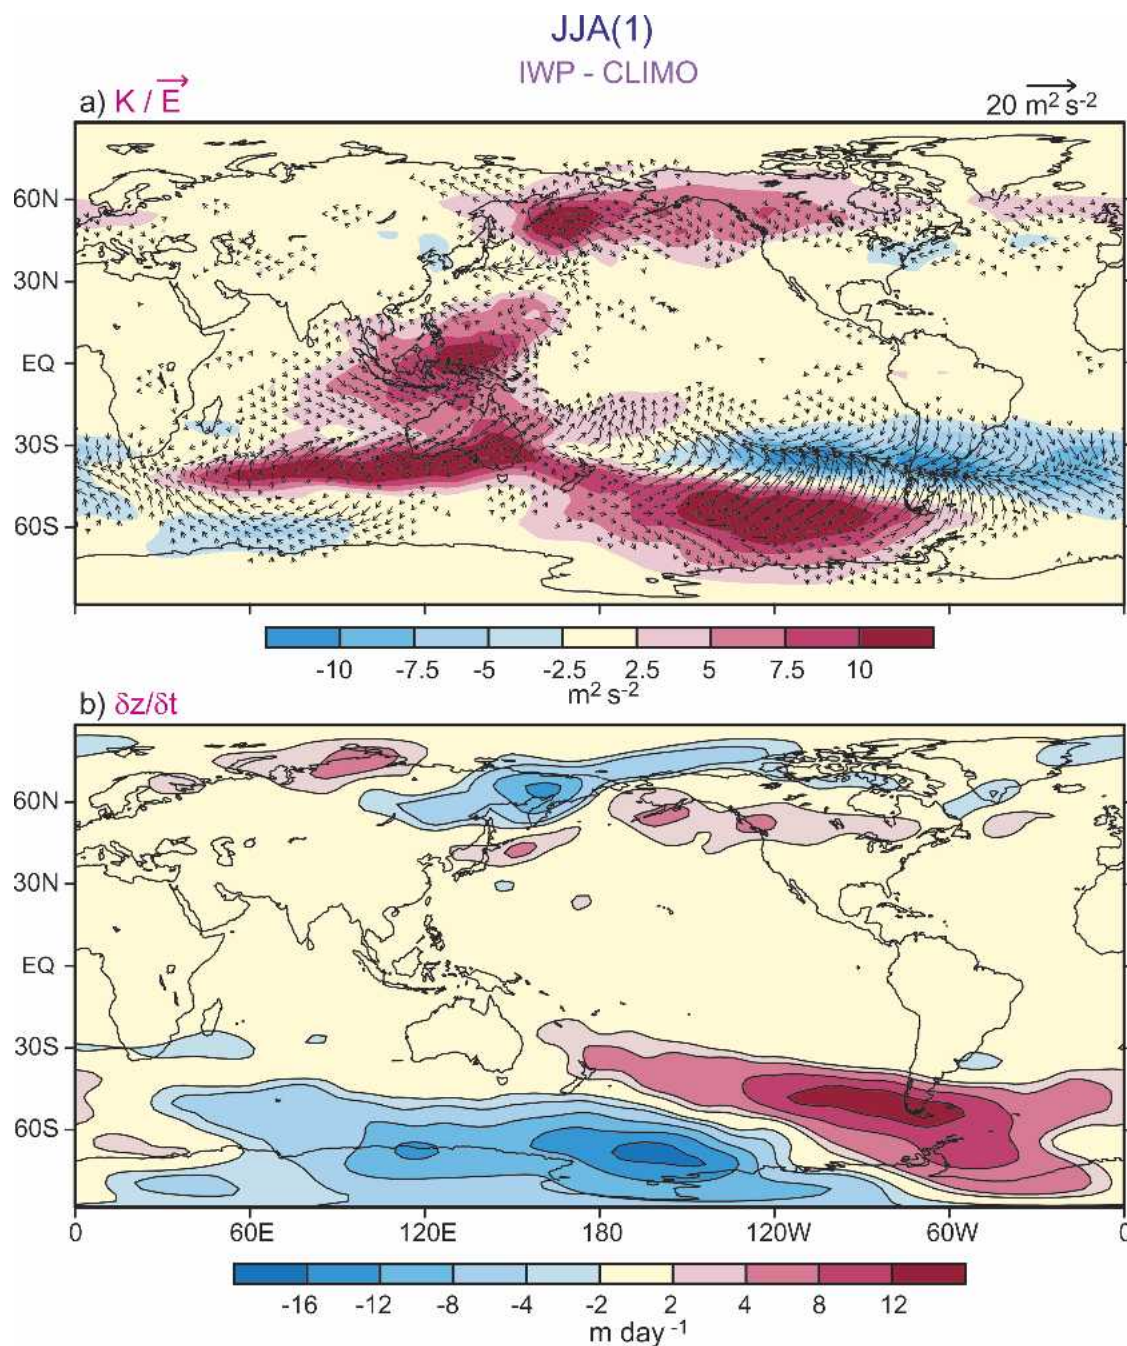 JJA(1)
IWP - CLIMO
a) K / E
20 m² s⁻²
60N
30N
EQ
30S
60S
-10 -7.5 -5 -2.5 2.5 5 7.5 10
m² s⁻²
b) δz/δt
60N
30N
EQ
30S
60S
0 60E 120E 180 120W 60W 0
-16 -12 -8 -4 -2 2 4 8 12
m day ⁻¹